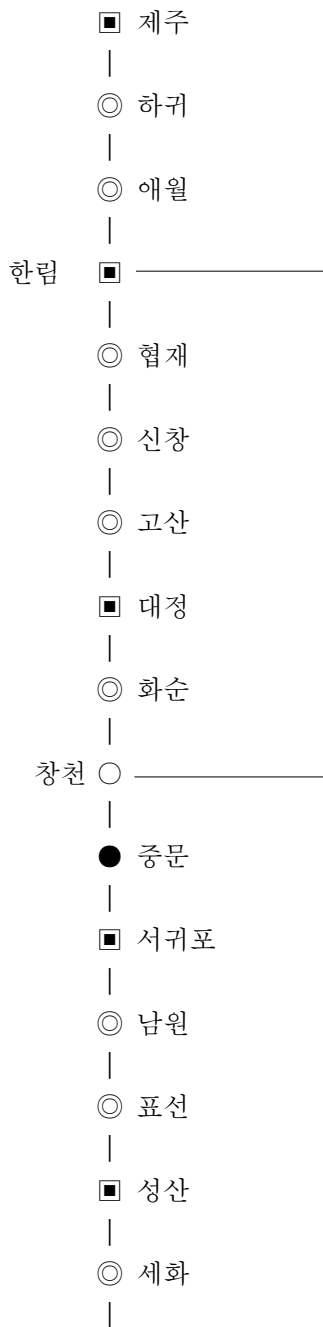 ▣ 제주
|
◎ 하귀
|
◎ 애월
|
한림 ▣
|
◎ 협재
|
◎ 신창
|
◎ 고산
|
▣ 대정
|
◎ 화순
|
창천 ○
|
● 중문
|
▣ 서귀포
|
◎ 남원
|
◎ 표선
|
▣ 성산
|
◎ 세화
|